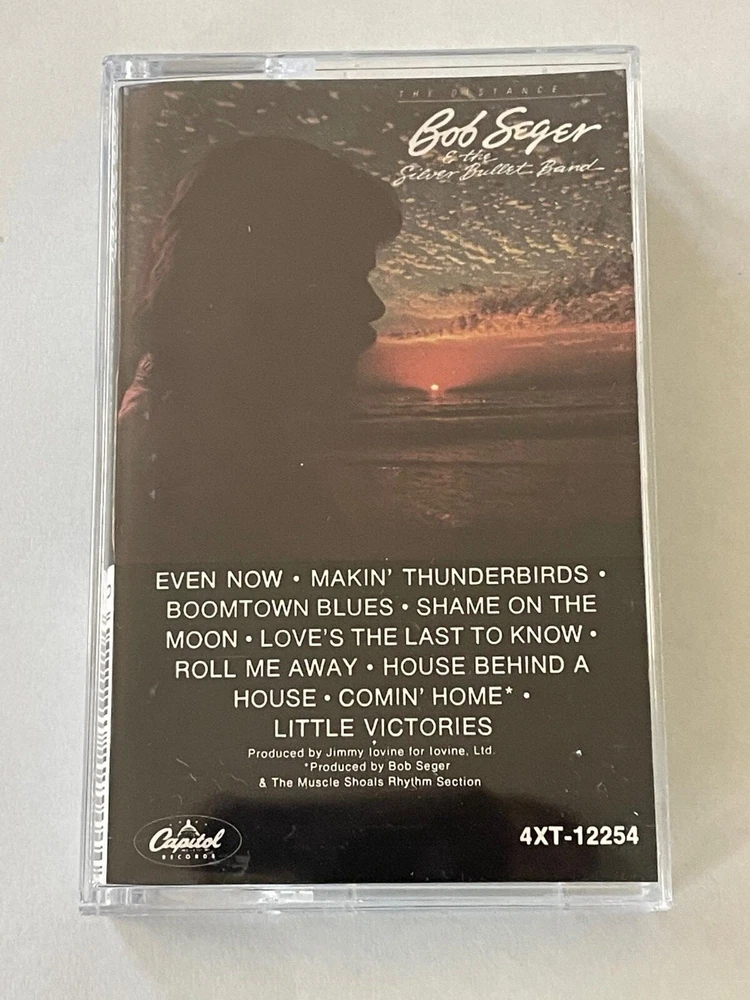 THE DISTANCE
Bob Seger
& the
Silver Bullet Band
EVEN NOW • MAKIN' THUNDERBIRDS •
BOOMTOWN BLUES • SHAME ON THE
MOON • LOVE'S THE LAST TO KNOW •
ROLL ME AWAY • HOUSE BEHIND A
HOUSE • COMIN' HOME* •
LITTLE VICTORIES
Produced by Jimmy Iovine for Iovine, Ltd.
*Produced by Bob Seger
& The Muscle Shoals Rhythm Section
Capitol
RECORDS
4XT-12254